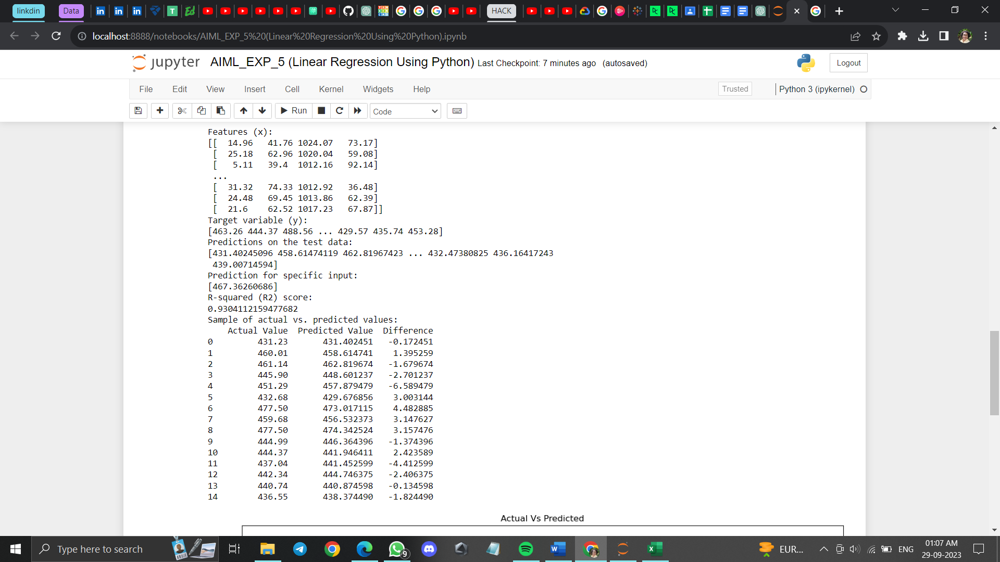 linkdin
Data
HACK
localhost:8888/notebooks/AIML_EXP_5%20(Linear%20Regression%20Using%20Python).ipynb
jupyter AIML_EXP_5 (Linear Regression Using Python) Last Checkpoint: 7 minutes ago (autosaved)
Logout
File Edit View Insert Cell Kernel Widgets Help
Trusted
Python 3 (ipykernel)
Run
Code
Features (x):
[[ 14.96 41.76 1024.07 73.17]
[ 25.18 62.96 1020.04 59.08]
[ 5.11 39.4 1012.16 92.14]
...
[ 31.32 74.33 1012.92 36.48]
[ 24.48 69.45 1013.86 62.39]
[ 21.6 62.52 1017.23 67.87]]
Target variable (y):
[463.26 444.37 488.56 ... 429.57 435.74 453.28]
Predictions on the test data:
[431.40245096 458.61474119 462.81967423 ... 432.47380825 436.16417243
439.00714594]
Prediction for specific input:
[467.36260686]
R-squared (R2) score:
0.9304112159477682
Sample of actual vs. predicted values:
Actual Value Predicted Value Difference
0 431.23 431.402451 -0.172451
1 460.01 458.614741 1.395259
2 461.14 462.819674 -1.679674
3 445.90 448.601237 -2.701237
4 451.29 457.879479 -6.589479
5 432.68 429.676856 3.003144
6 477.50 473.017115 4.482885
7 459.68 456.532373 3.147627
8 477.50 474.342524 3.157476
9 444.99 446.364396 -1.374396
10 444.37 441.946411 2.423589
11 437.04 441.452599 -4.412599
12 442.34 444.746375 -2.406375
13 440.74 440.874598 -0.134598
14 436.55 438.374490 -1.824490
Actual Vs Predicted
Type here to search
9
EUR...
ENG
01:07 AM
29-09-2023